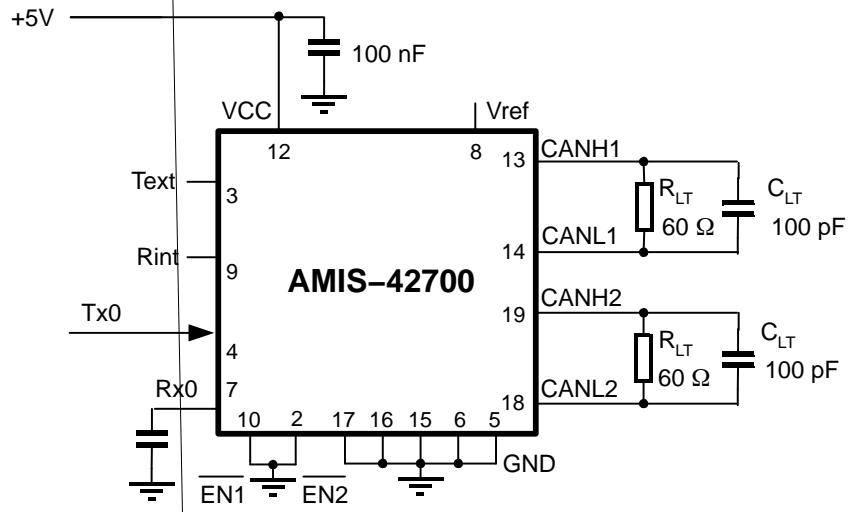 +5V
100 nF
VCC
Vref
12
8
13
CANH1
Text
3
R_LT
60 Ω
C_LT
100 pF
14
CANL1
Rint
9
AMIS–42700
19
CANH2
Tx0
4
R_LT
60 Ω
C_LT
100 pF
Rx0
7
18
CANL2
10
2
17
16
15
6
5
GND
EN1
EN2